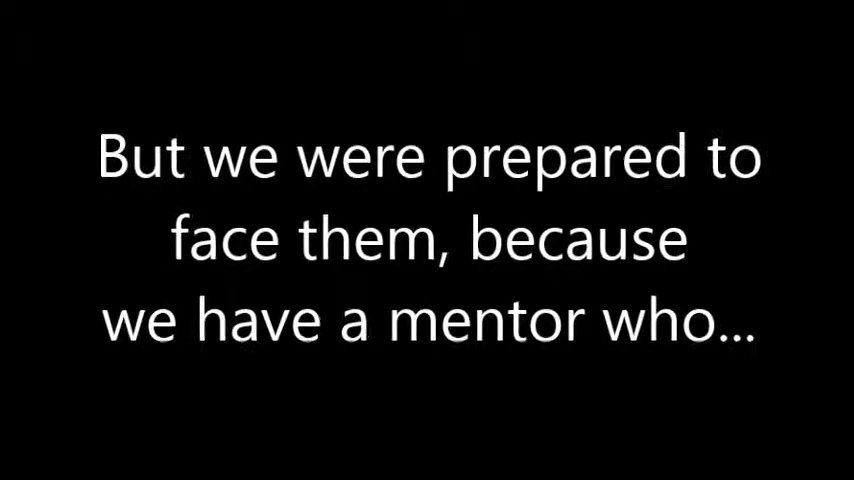 But we were prepared to
face them, because
we have a mentor who...